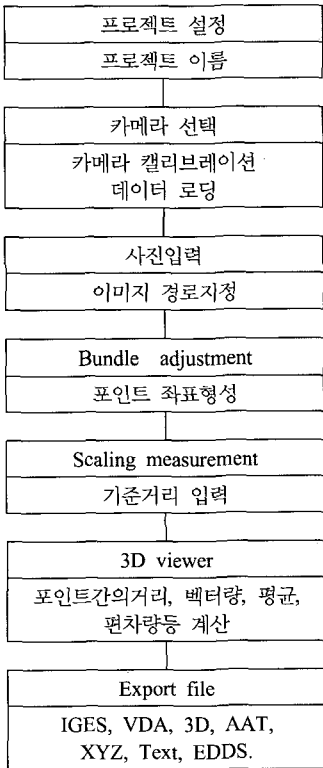 프로젝트 설정
프로젝트 이름
카메라 선택
카메라 캘리브레이션
데이터 로딩
사진입력
이미지 경로지정
Bundle adjustment
포인트 좌표형성
Scaling measurement
기준거리 입력
3D viewer
포인트간의거리, 벡터량, 평균,
편차량등 계산
Export file
IGES, VDA, 3D, AAT,
XYZ, Text, EDDS.